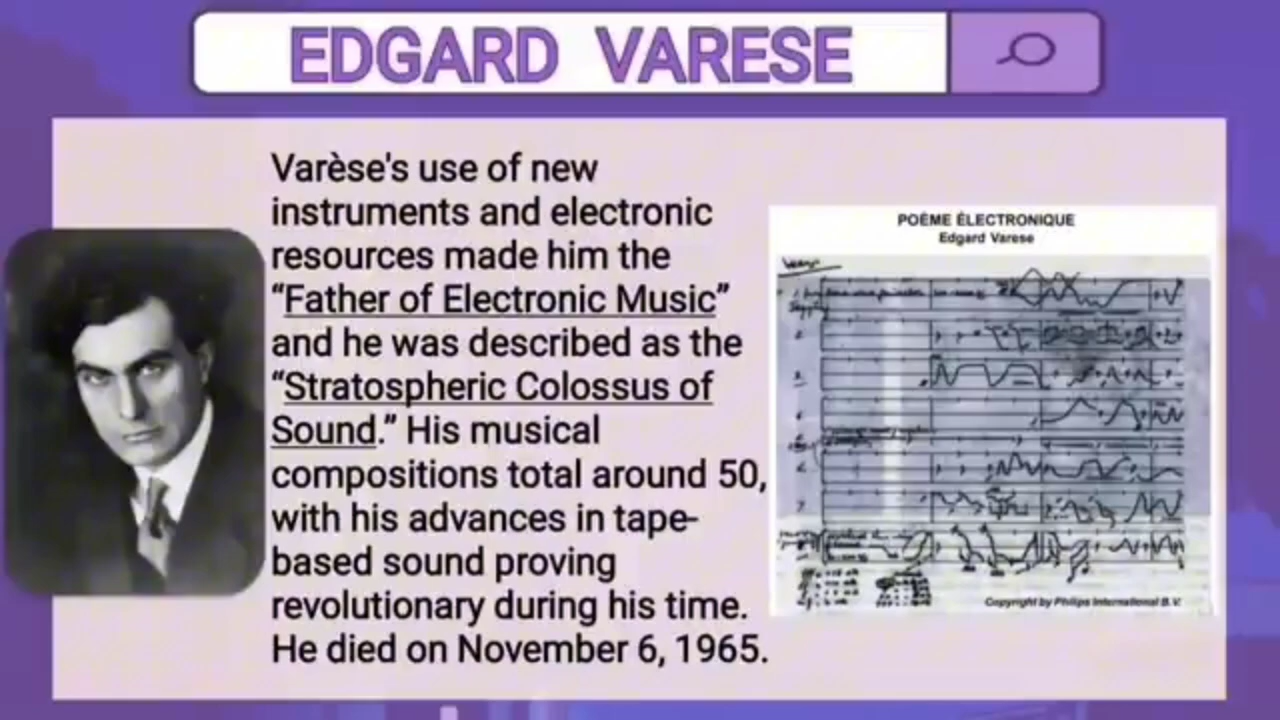 EDGARD VARESE
Varèse's use of new
instruments and electronic
resources made him the
“Father of Electronic Music”
and he was described as the
“Stratospheric Colossus of
Sound.” His musical
compositions total around 50,
with his advances in tape-
based sound proving
revolutionary during his time.
He died on November 6, 1965.
POÈME ÉLECTRONIQUE
Edgard Varese
Copyright by Philips International B.V.